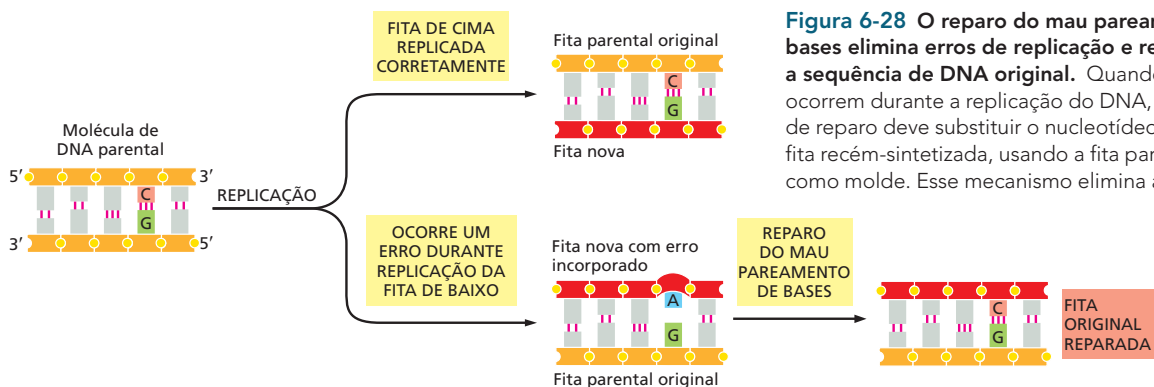 FITA DE CIMA
REPLICADA
CORRETAMENTE
Fita parental original
C
G
Fita nova
Figura 6-28 O reparo do mau
bases elimina erros de replicação e
a sequência de DNA original. Quando
ocorrem durante a replicação do DNA,
de reparo deve substituir o
fita recém-sintetizada, usando a fita
como molde. Esse mecanismo elimina
Molécula de
DNA parental
5′ 3′
C
G
3′ 5′
REPLICAÇÃO
OCORRE UM
ERRO DURANTE
REPLICAÇÃO DA
FITA DE BAIXO
Fita nova com erro
incorporado
A
G
Fita parental original
REPARO
DO MAU
PAREAMENTO
DE BASES
C
G
FITA
ORIGINAL
REPARADA